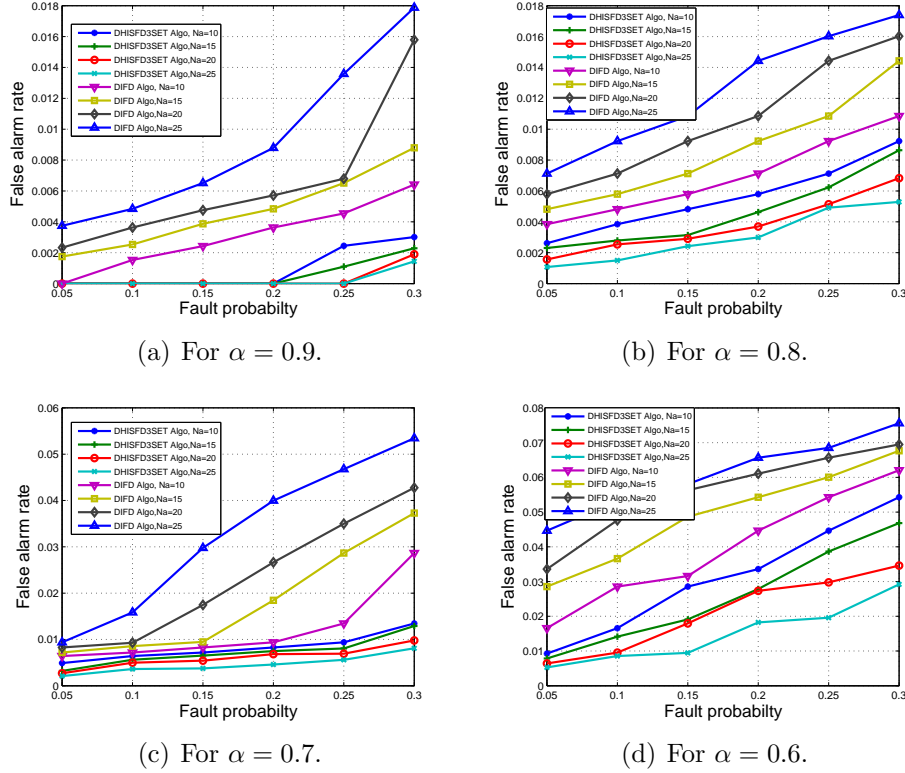 0.018
0.016
0.014
0.012
0.01
0.008
0.006
0.004
0.002
0
False alarm rate
DHISFD3SET Algo, Na=10
DHISFD3SET Algo,Na=15
DHISFD3SET Algo,Na=20
DHISFD3SET Algo,Na=25
DIFD Algo, Na=10
DIFD Algo,Na=15
DIFD Algo,Na=20
DIFD Algo,Na=25
0.05 0.1 0.15 0.2 0.25 0.3
Fault probabilty
(a) For α = 0.9.
0.018
0.016
0.014
0.012
0.01
0.008
0.006
0.004
0.002
0
False alarm rate
DHISFD3SET Algo, Na=10
DHISFD3SET Algo,Na=15
DHISFD3SET Algo,Na=20
DHISFD3SET Algo,Na=25
DIFD Algo, Na=10
DIFD Algo,Na=15
DIFD Algo,Na=20
DIFD Algo,Na=25
0.05 0.1 0.15 0.2 0.25 0.3
Fault probabilty
(b) For α = 0.8.
0.06
0.05
0.04
0.03
0.02
0.01
0
False alarm rate
DHISFD3SET Algo, Na=10
DHISFD3SET Algo,Na=15
DHISFD3SET Algo,Na=20
DHISFD3SET Algo,Na=25
DIFD Algo, Na=10
DIFD Algo,Na=15
DIFD Algo,Na=20
DIFD Algo,Na=25
0.05 0.1 0.15 0.2 0.25 0.3
Fault probabilty
(c) For α = 0.7.
0.08
0.07
0.06
0.05
0.04
0.03
0.02
0.01
0
False alarm rate
DHISFD3SET Algo, Na=10
DHISFD3SET Algo,Na=15
DHISFD3SET Algo,Na=20
DHISFD3SET Algo,Na=25
DIFD Algo, Na=10
DIFD Algo,Na=15
DIFD Algo,Na=20
DIFD Algo,Na=25
0.05 0.1 0.15 0.2 0.25 0.3
Fault probabilty
(d) For α = 0.6.